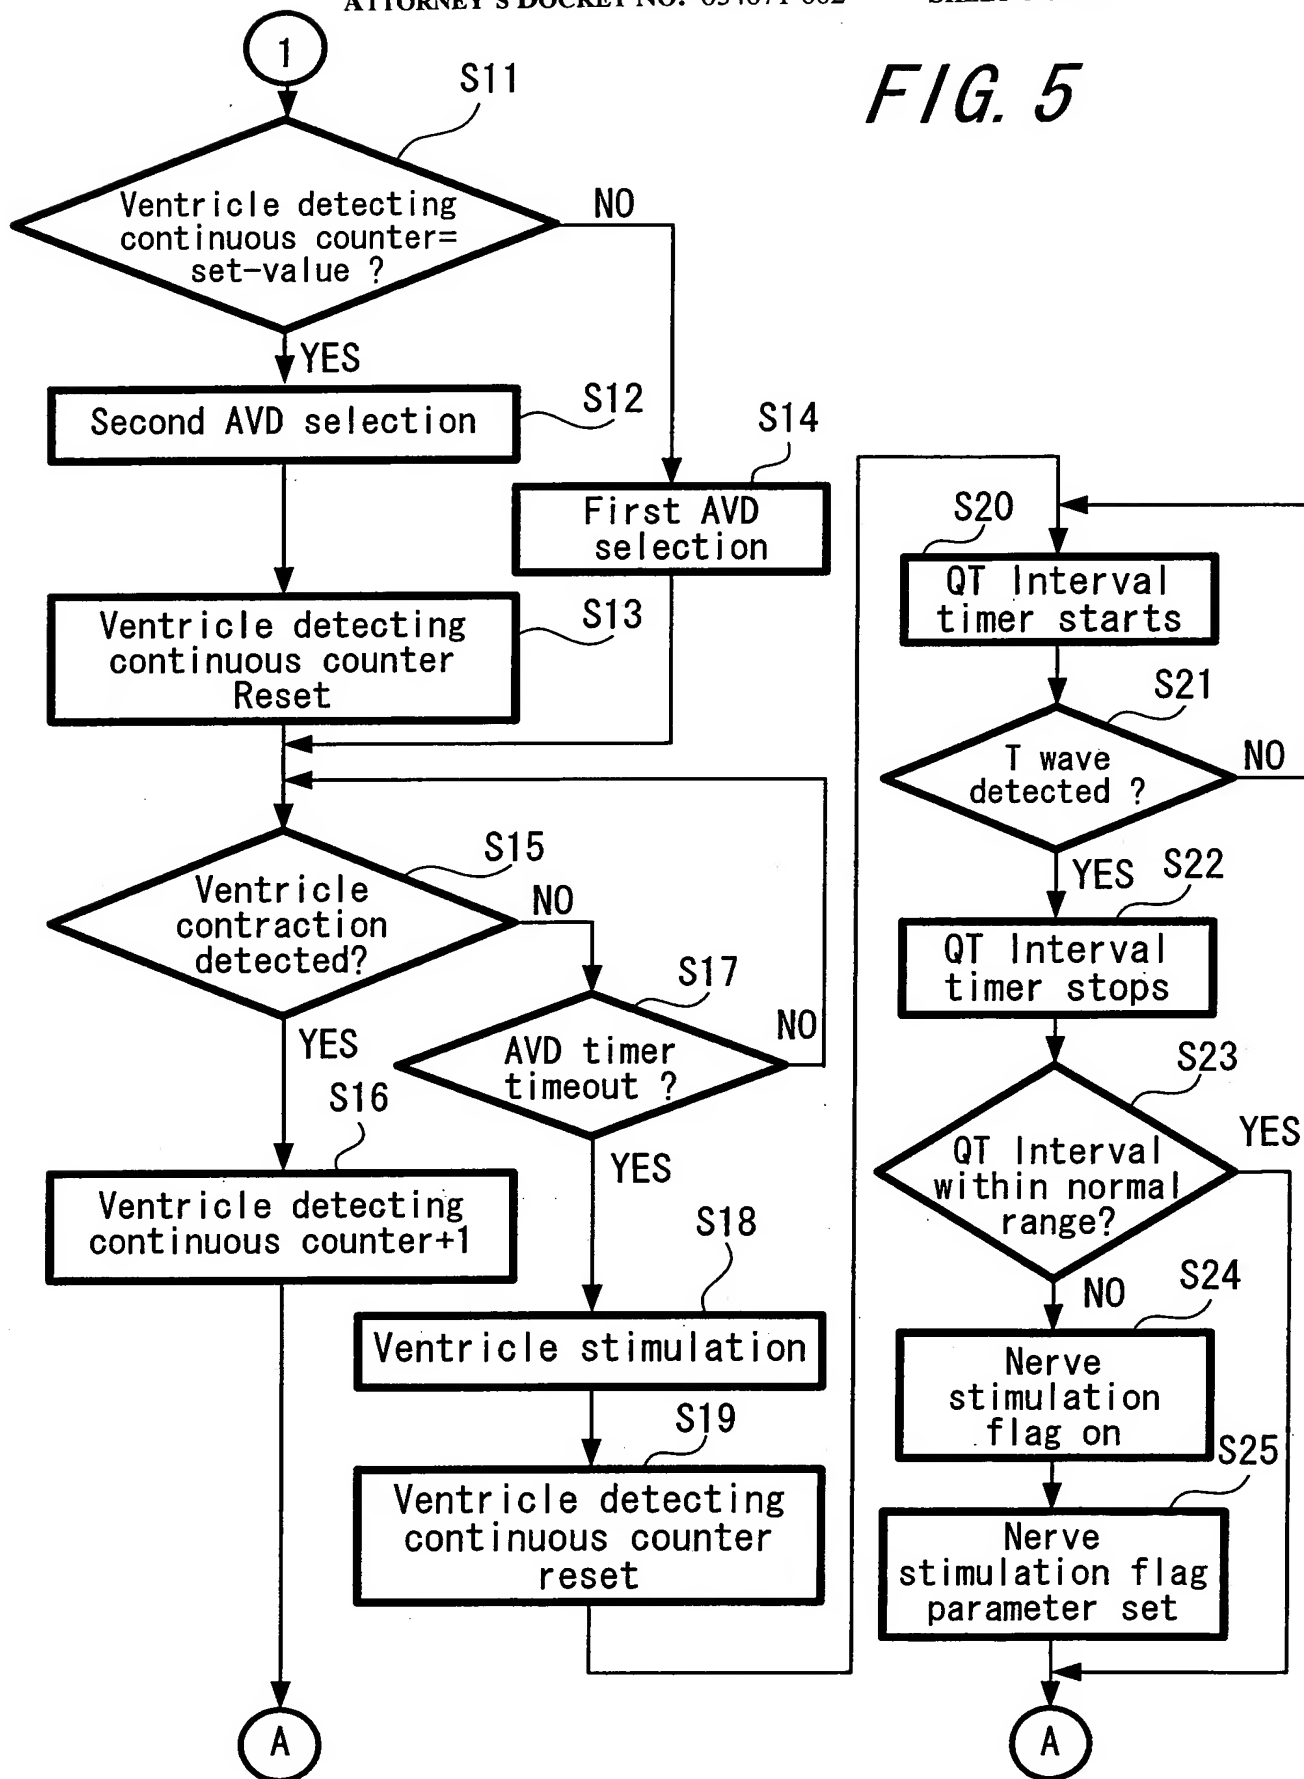 ATTORNEY'S DOCKET NO.
FIG. 5
1
S11
Ventricle detecting
continuous counter=
set-value ?
NO
YES
Second AVD selection
S12
S14
First AVD
selection
Ventricle detecting
continuous counter
Reset
S13
S15
Ventricle
contraction
detected?
NO
YES
S17
AVD timer
timeout ?
NO
YES
S16
Ventricle detecting
continuous counter+1
S18
Ventricle stimulation
S19
Ventricle detecting
continuous counter
reset
A
S20
QT Interval
timer starts
S21
T wave
detected ?
NO
YES
S22
QT Interval
timer stops
S23
QT Interval
within normal
range?
YES
NO
S24
Nerve
stimulation
flag on
S25
Nerve
stimulation flag
parameter set
A